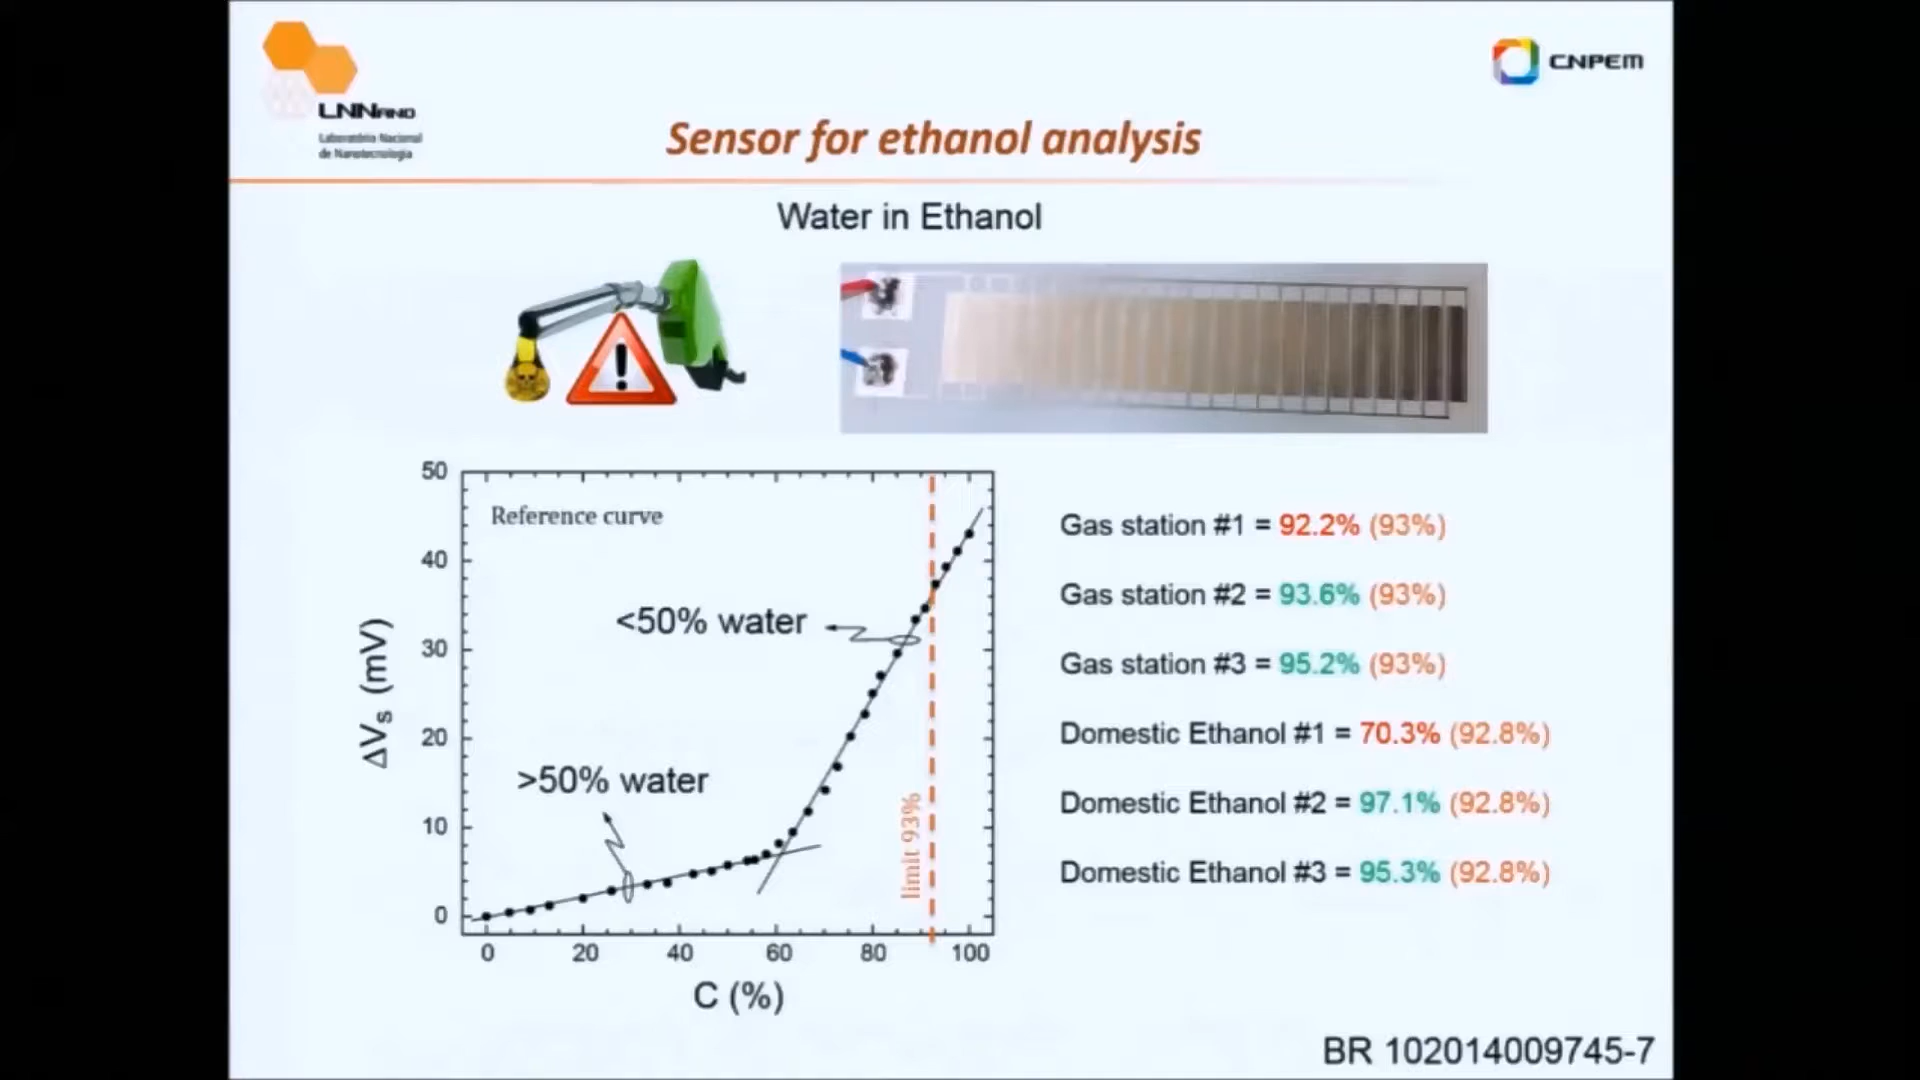 LNNano
Laboratório Nacional
de Nanotecnologia
CNPEM
Sensor for ethanol analysis
Water in Ethanol
Reference curve
<50% water
>50% water
limit 93%
ΔVs (mV)
50
40
30
20
10
0
0 20 40 60 80 100
C (%)
Gas station #1 = 92.2% (93%)
Gas station #2 = 93.6% (93%)
Gas station #3 = 95.2% (93%)
Domestic Ethanol #1 = 70.3% (92.8%)
Domestic Ethanol #2 = 97.1% (92.8%)
Domestic Ethanol #3 = 95.3% (92.8%)
BR 102014009745-7